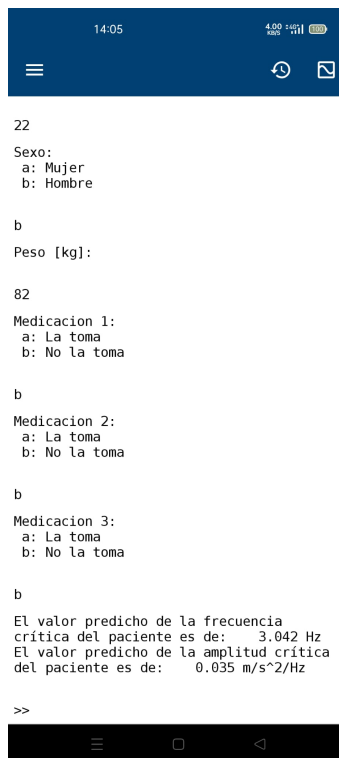 14:05
4.00 KB/S 4G 100
22
Sexo:
a: Mujer
b: Hombre
b
Peso [kg]:
82
Medicacion 1:
a: La toma
b: No la toma
b
Medicacion 2:
a: La toma
b: No la toma
b
Medicacion 3:
a: La toma
b: No la toma
b
El valor predicho de la frecuencia
crítica del paciente es de: 3.042 Hz
El valor predicho de la amplitud crítica
del paciente es de: 0.035 m/s^2/Hz
>>